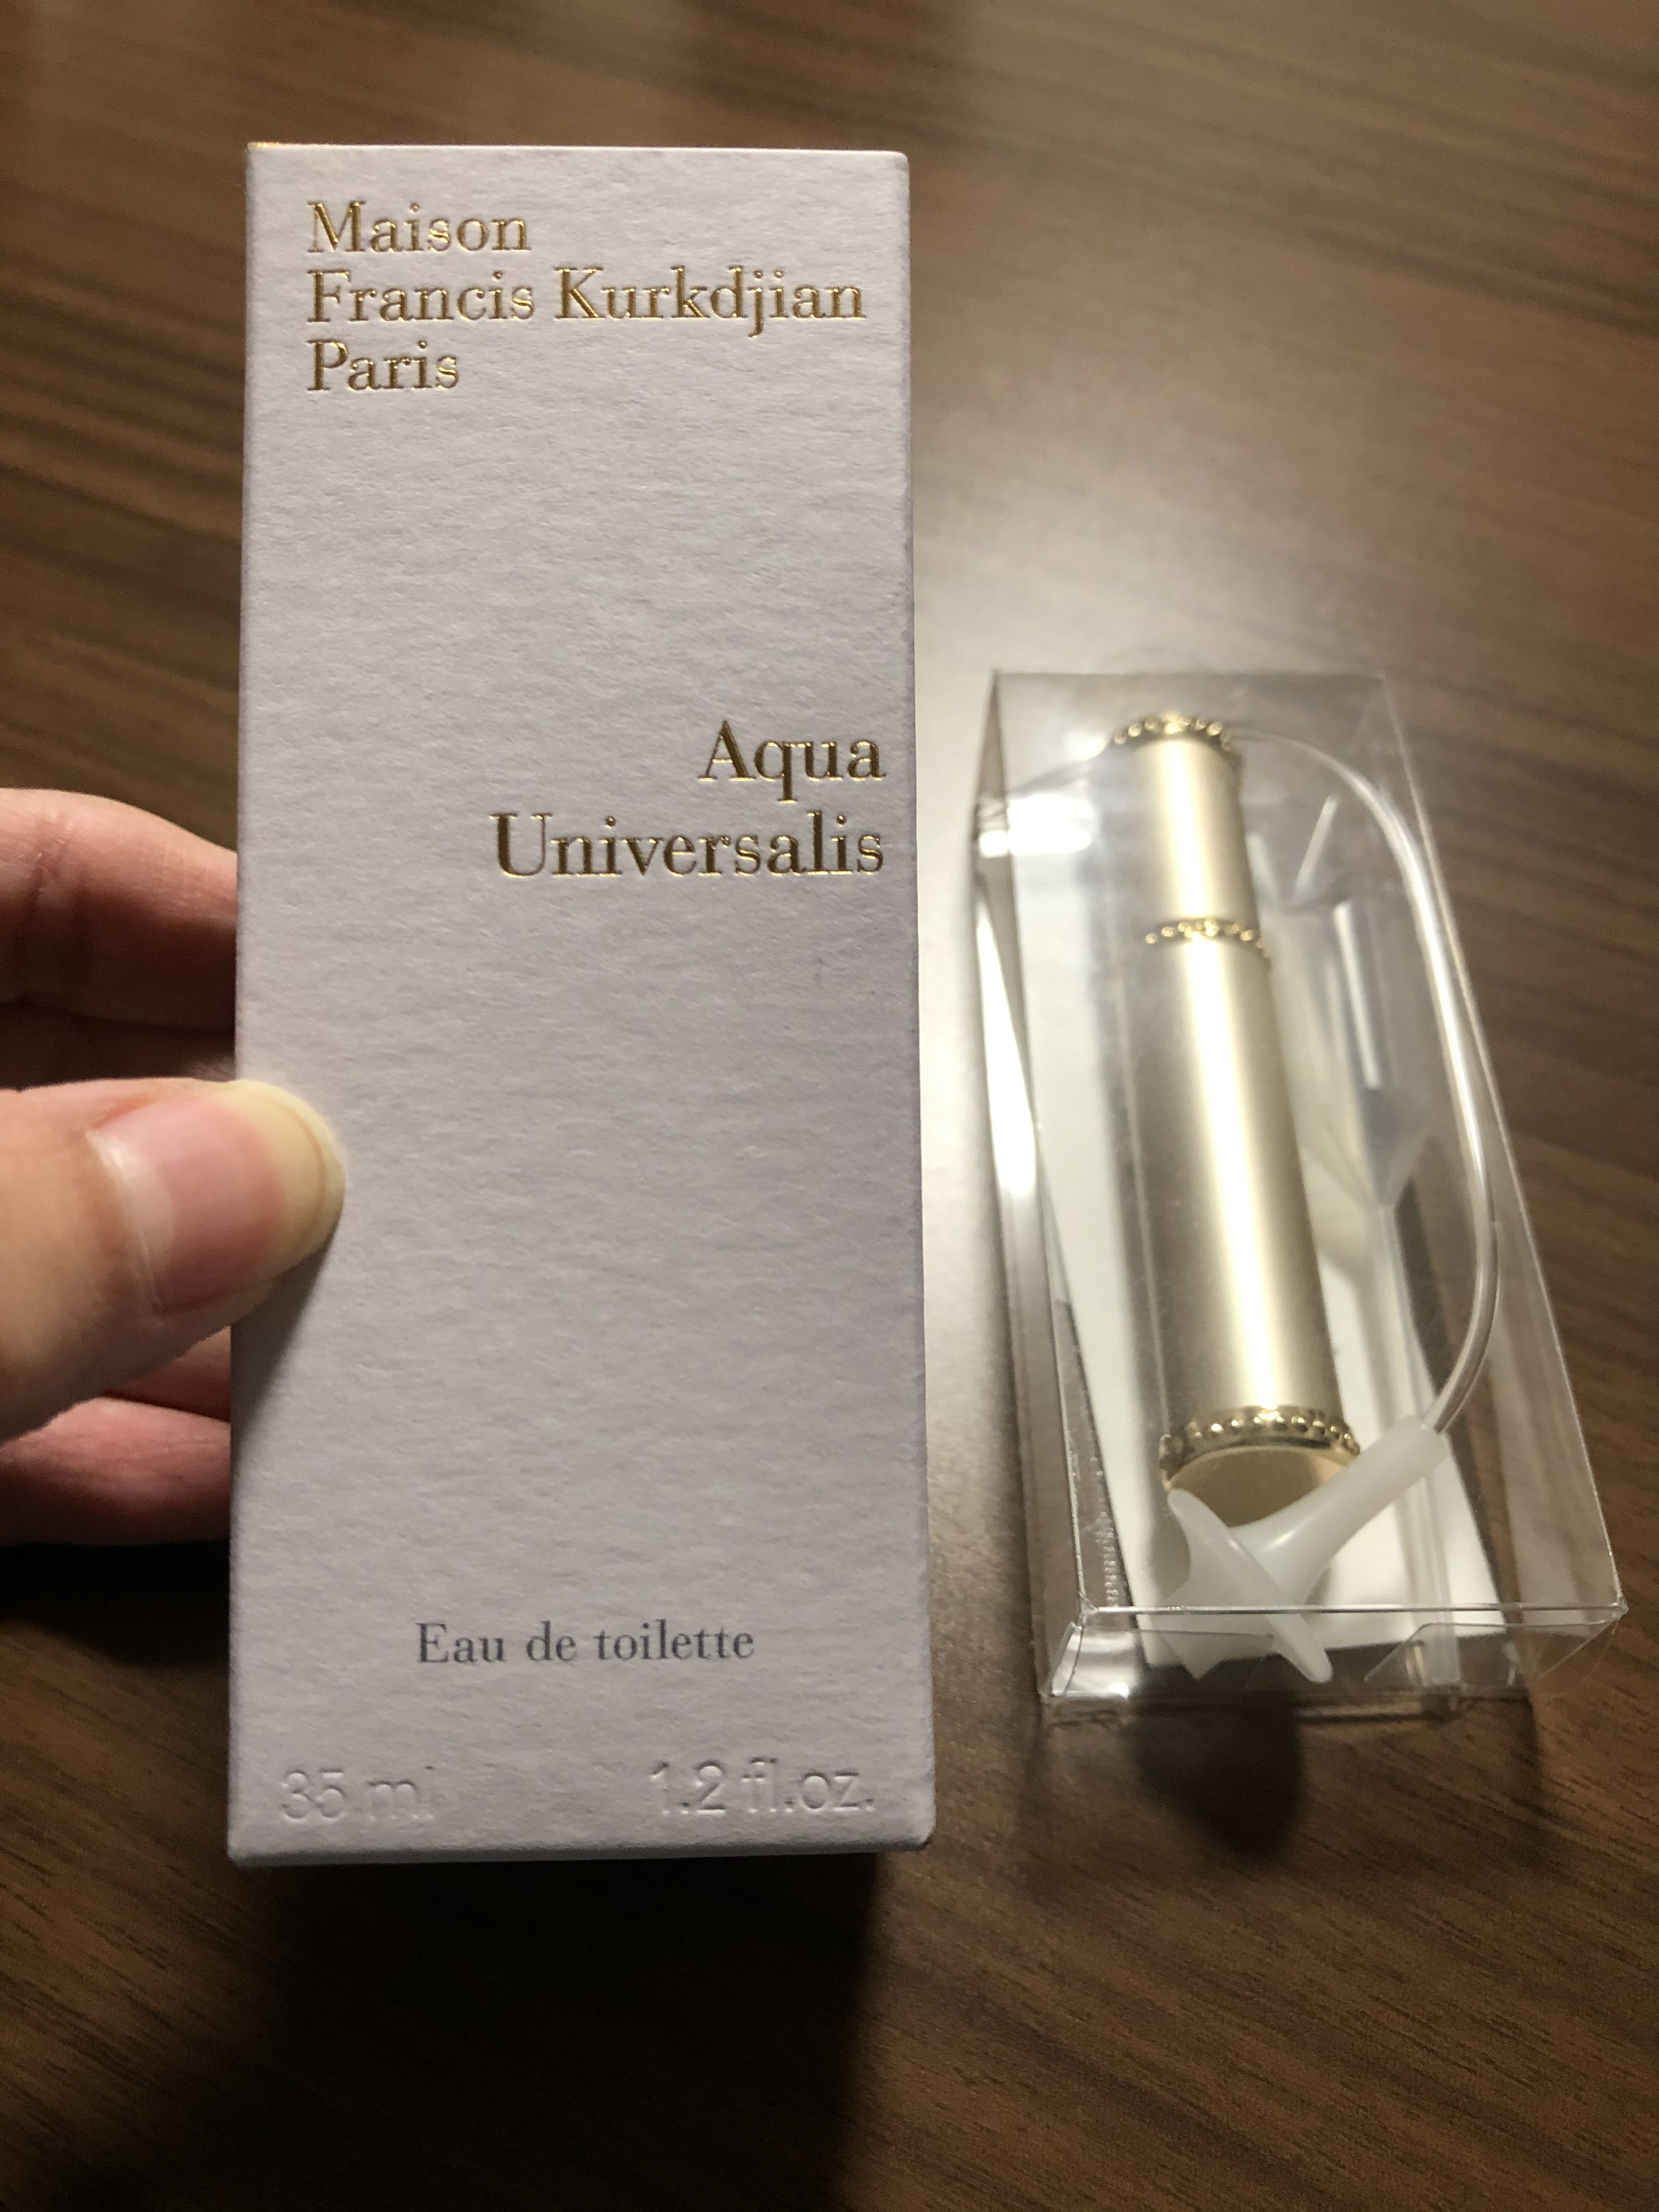 Maison
Francis Kurkdjian
Paris
Aqua
Universalis
Eau de toilette
35 ml 1.2 fl.oz.